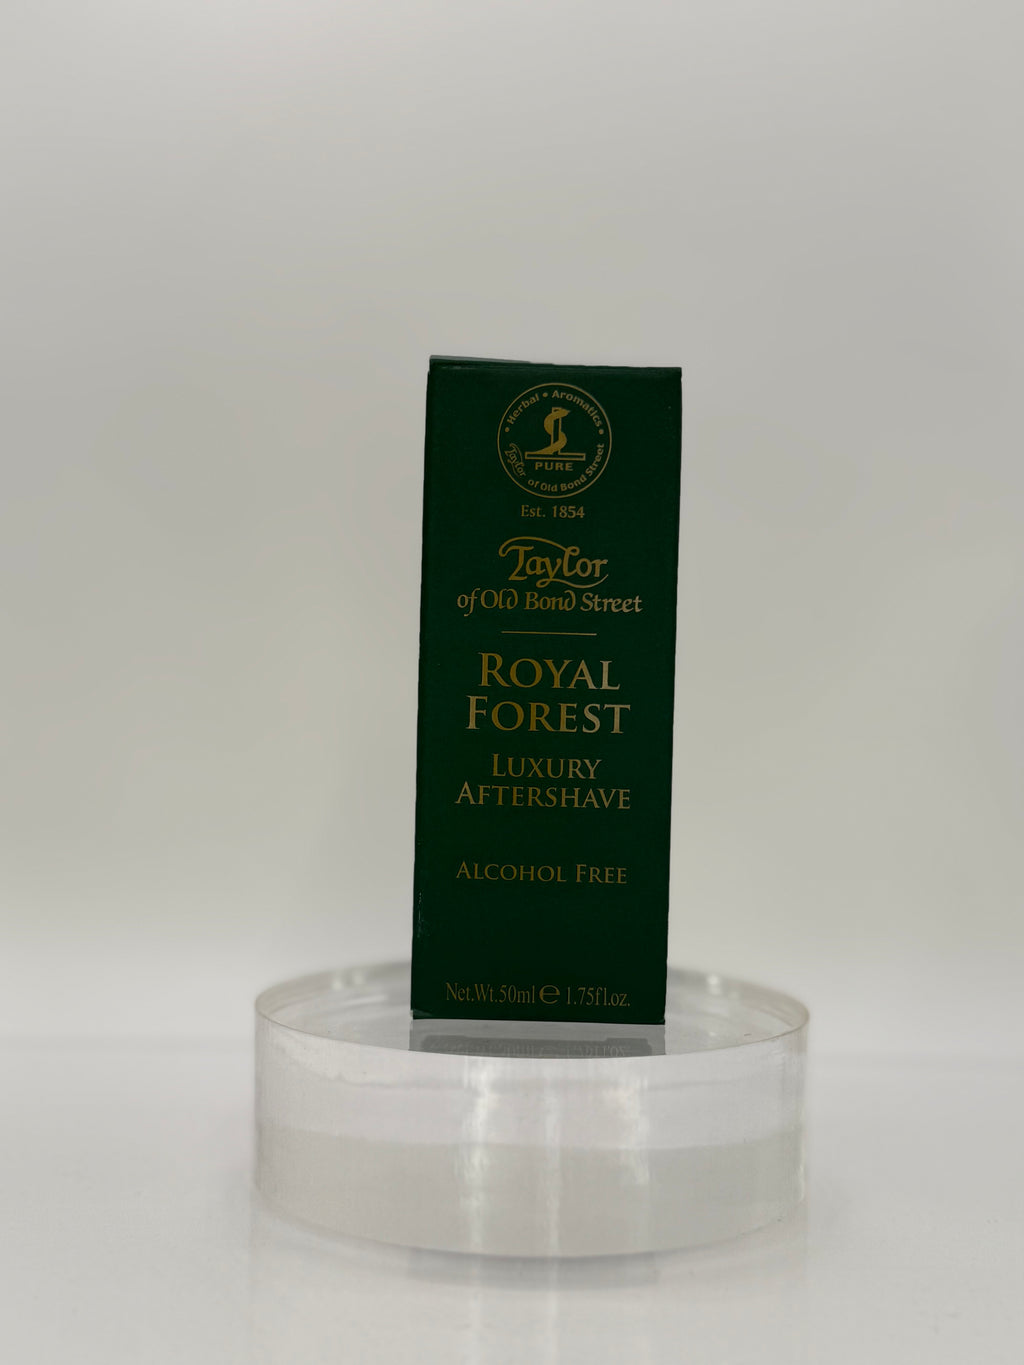 Herbal • Aromatics
PURE
Taylor of Old Bond Street
Est. 1854
Taylor
of Old Bond Street
ROYAL
FOREST
LUXURY
AFTERSHAVE
ALCOHOL FREE
Net.Wt.50ml ℮ 1.75fl.oz.